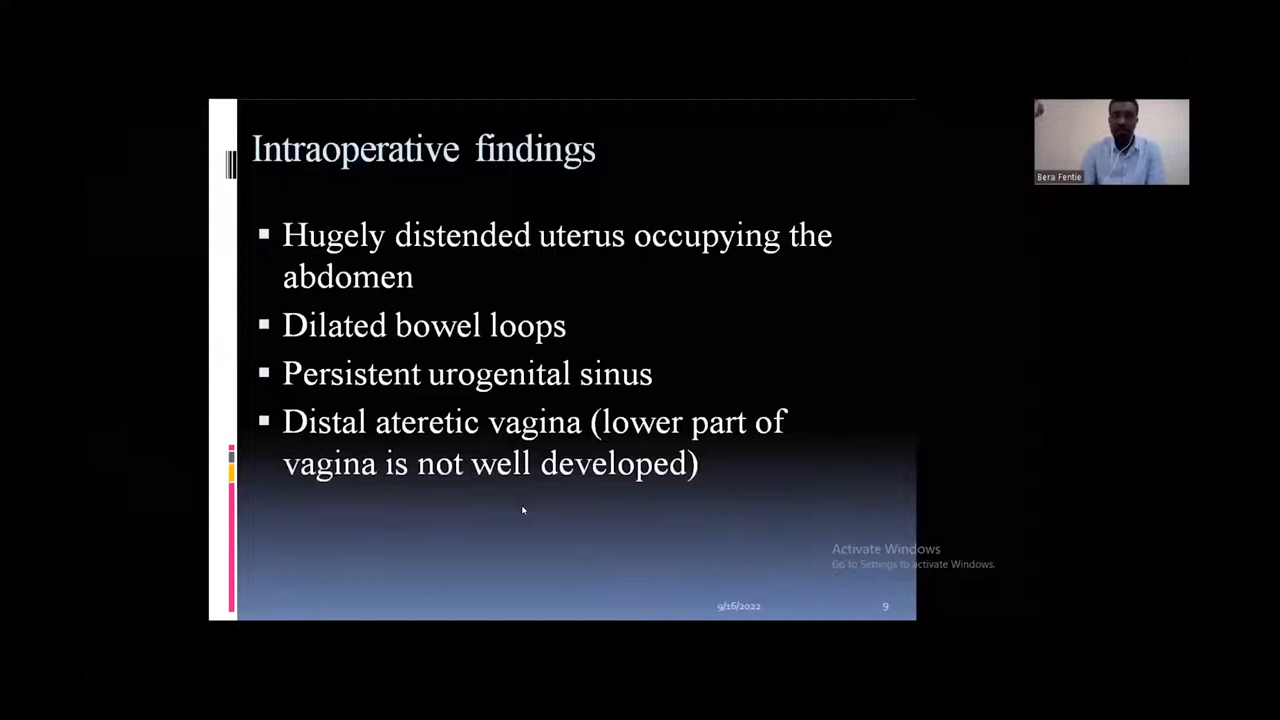 Intraoperative findings
▪ Hugely distended uterus occupying the
abdomen
▪ Dilated bowel loops
▪ Persistent urogenital sinus
▪ Distal ateretic vagina (lower part of
vagina is not well developed)
Bera Fentie
Activate Windows
Go to Settings to activate Windows.
9/16/2022
9